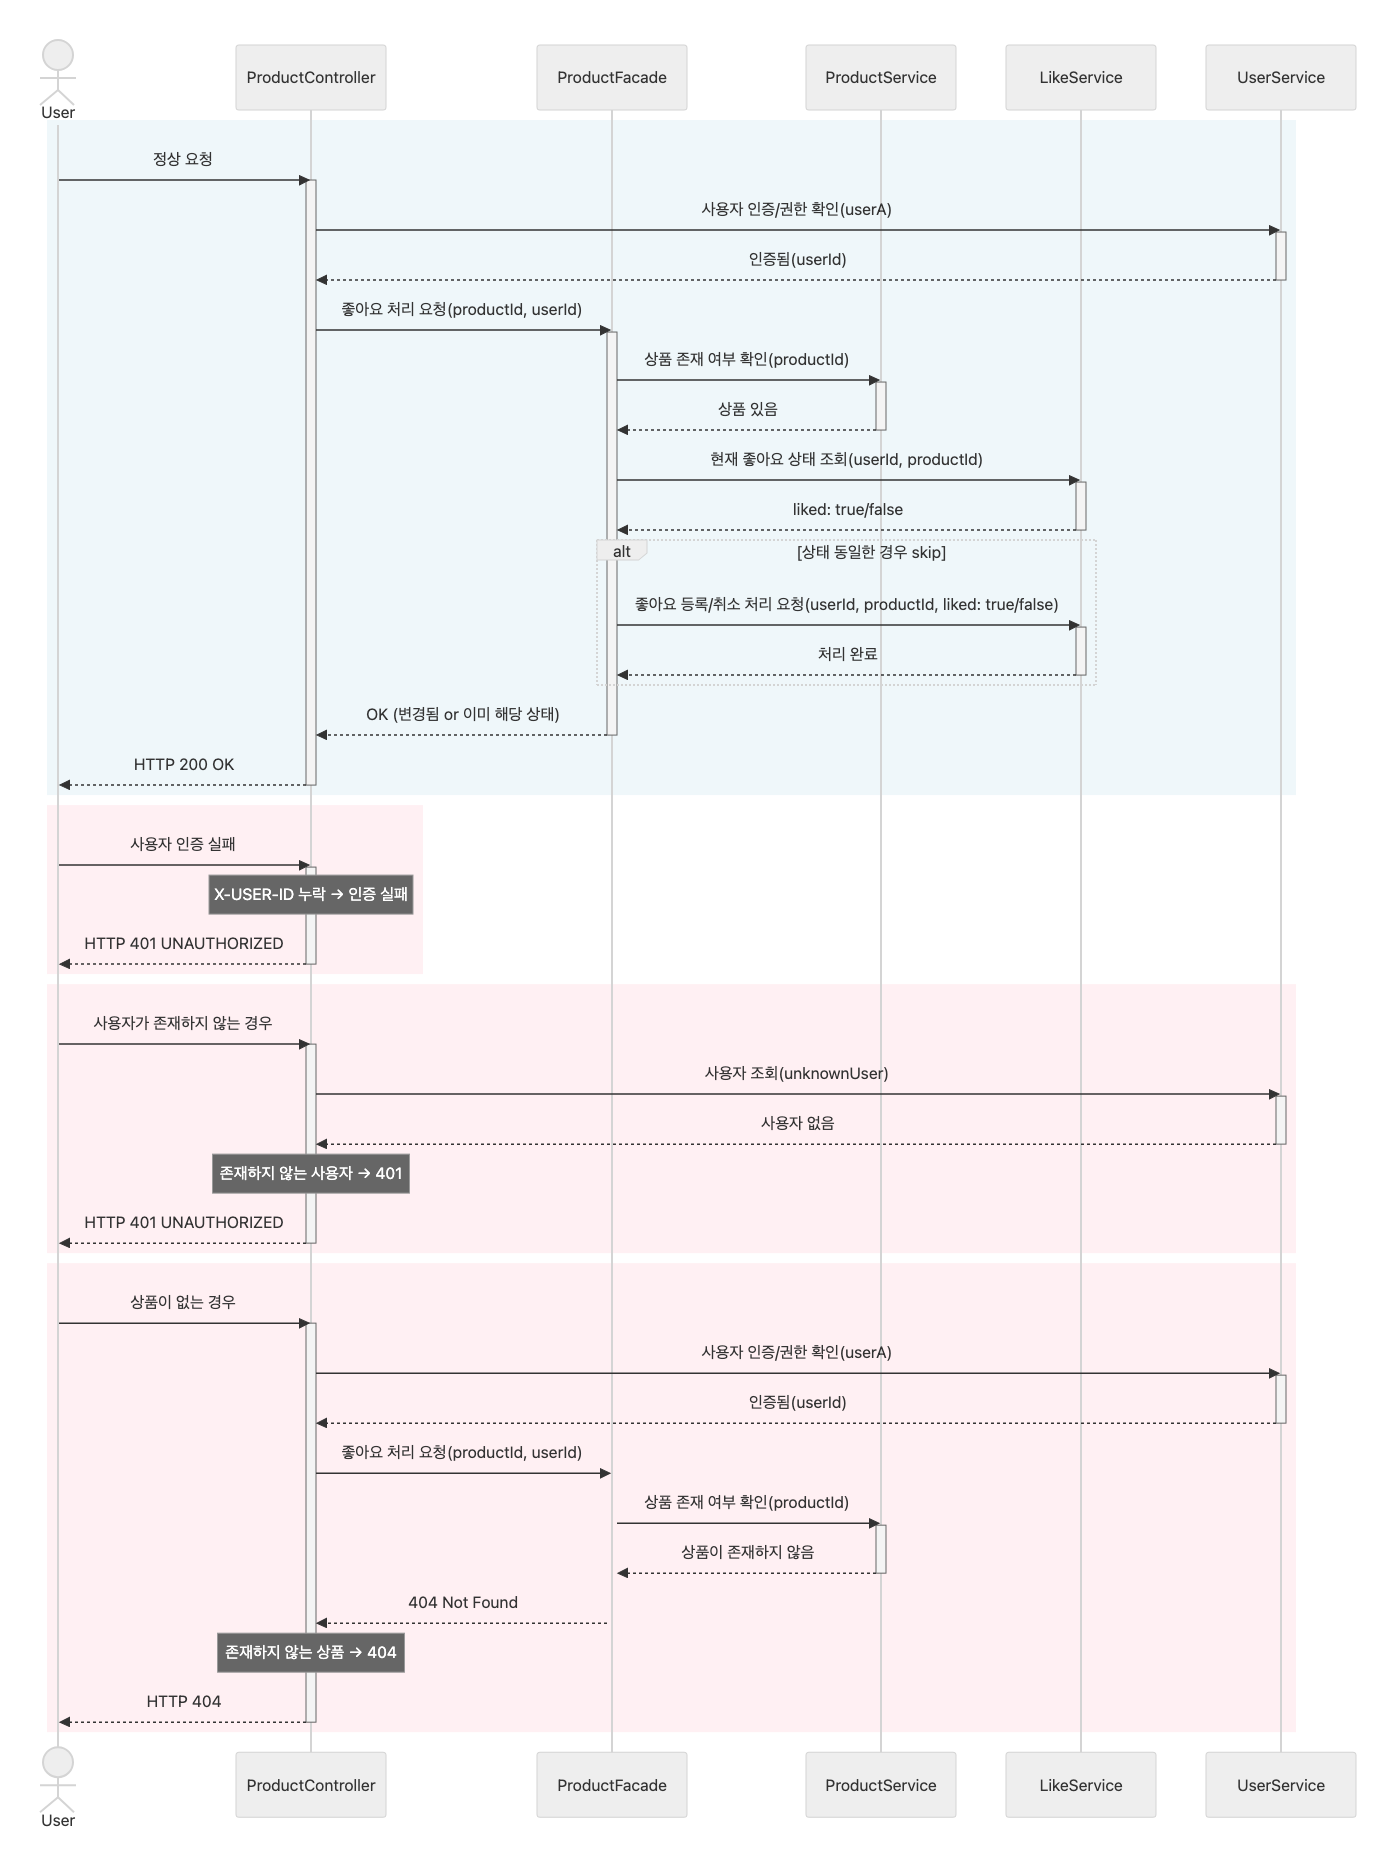 User
ProductController
ProductFacade
ProductService
LikeService
UserService
정상 요청
사용자 인증/권한 확인(userA)
인증됨(userId)
좋아요 처리 요청(productId, userId)
상품 존재 여부 확인(productId)
상품 있음
현재 좋아요 상태 조회(userId, productId)
liked: true/false
alt
[상태 동일한 경우 skip]
좋아요 등록/취소 처리 요청(userId, productId, liked: true/false)
처리 완료
OK (변경됨 or 이미 해당 상태)
HTTP 200 OK
사용자 인증 실패
X-USER-ID 누락 → 인증 실패
HTTP 401 UNAUTHORIZED
사용자가 존재하지 않는 경우
사용자 조회(unknownUser)
사용자 없음
존재하지 않는 사용자 → 401
HTTP 401 UNAUTHORIZED
상품이 없는 경우
사용자 인증/권한 확인(userA)
인증됨(userId)
좋아요 처리 요청(productId, userId)
상품 존재 여부 확인(productId)
상품이 존재하지 않음
404 Not Found
존재하지 않는 상품 → 404
HTTP 404
User
ProductController
ProductFacade
ProductService
LikeService
UserService